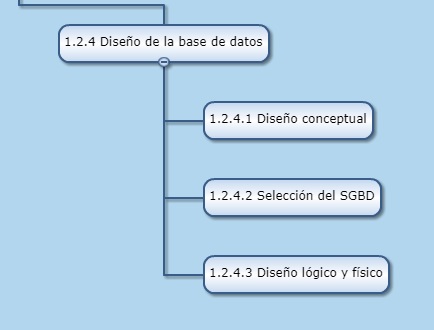 1.2.4 Diseño de la base de datos
1.2.4.1 Diseño conceptual
1.2.4.2 Selección del SGBD
1.2.4.3 Diseño lógico y físico